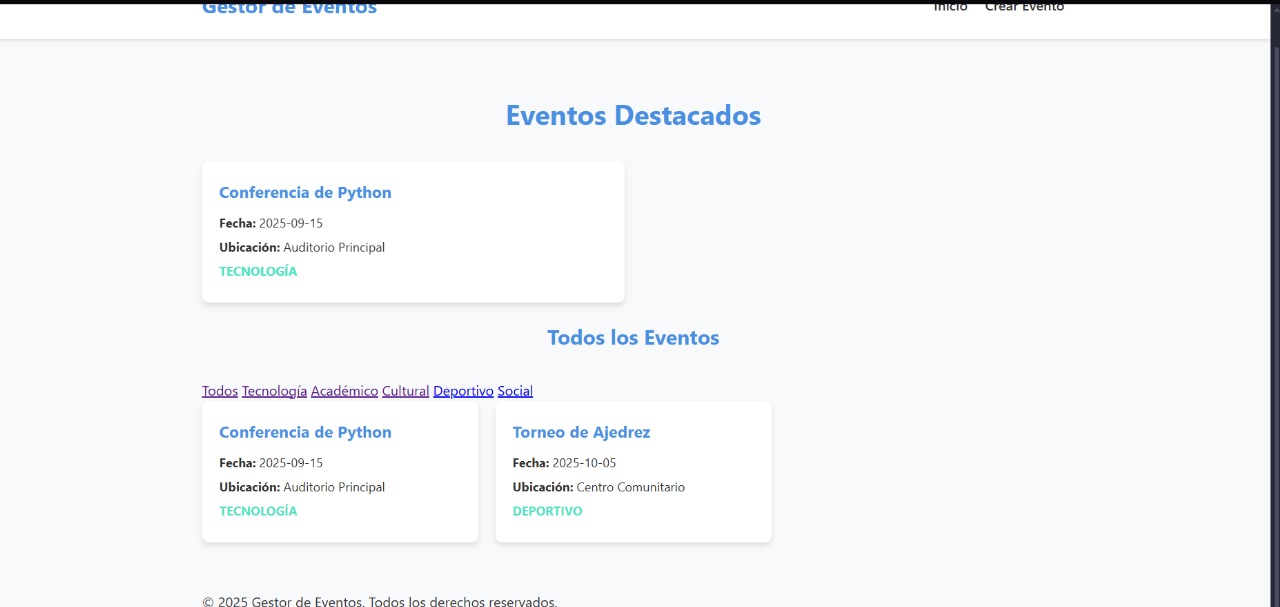 Gestor de Eventos
Inicio Crear Evento
Eventos Destacados
Conferencia de Python
Fecha: 2025-09-15
Ubicación: Auditorio Principal
TECNOLOGÍA
Todos los Eventos
Todos Tecnología Académico Cultural Deportivo Social
Conferencia de Python
Fecha: 2025-09-15
Ubicación: Auditorio Principal
TECNOLOGÍA
Torneo de Ajedrez
Fecha: 2025-10-05
Ubicación: Centro Comunitario
DEPORTIVO
© 2025 Gestor de Eventos. Todos los derechos reservados.